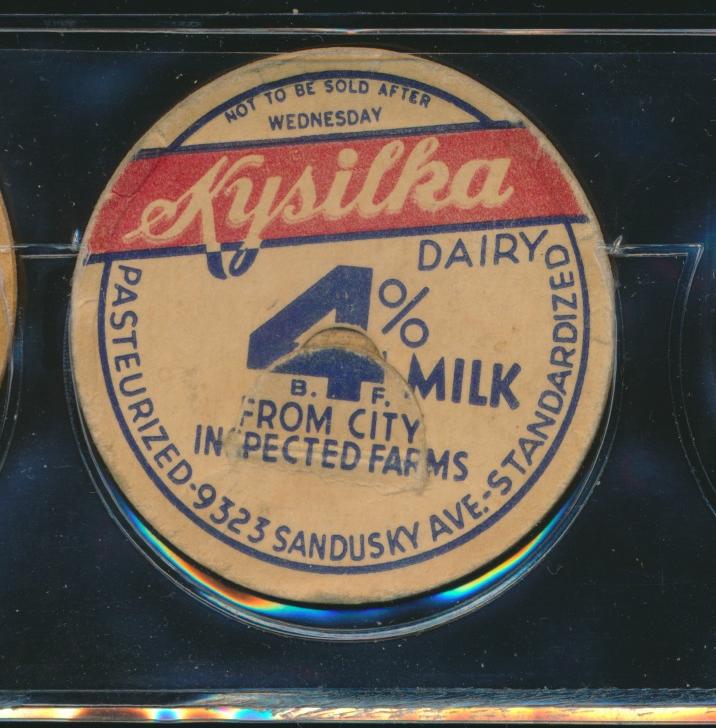 NOT TO BE SOLD AFTER
WEDNESDAY
Kysilka
DAIRY
4%
MILK
B. F.
FROM CITY
INSPECTED FARMS
PASTEURIZED-9323 SANDUSKY AVE.-STANDARDIZED